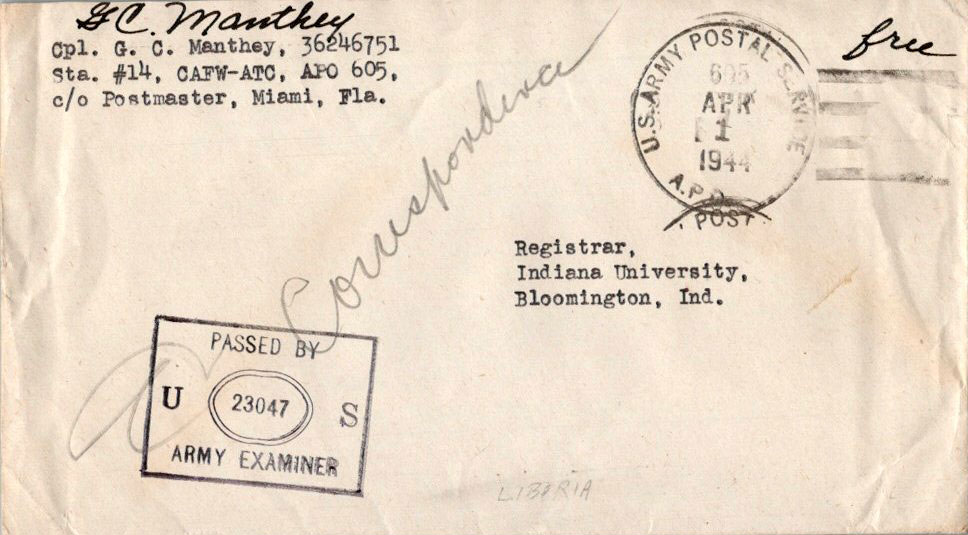 G C. Manthey
Cpl. G. C. Manthey, 36246751
Sta. #14, CAFW-ATC, APO 605,
c/o Postmaster, Miami, Fla.
free
U.S. ARMY POSTAL SERVICE
605
APR
1
1944
A.P.O.
POST
Correspondence
Registrar,
Indiana University,
Bloomington, Ind.
PASSED BY
U 23047 S
ARMY EXAMINER
LIBERIA